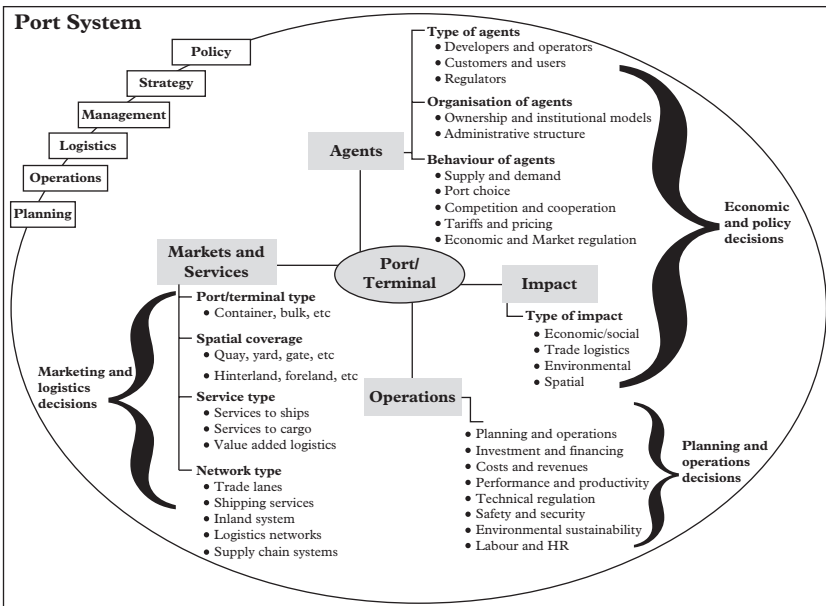 Port System
Policy
Strategy
Management
Logistics
Operations
Planning
Agents
Type of agents
• Developers and operators
• Customers and users
• Regulators
Organisation of agents
• Ownership and institutional models
• Administrative structure
Behaviour of agents
• Supply and demand
• Port choice
• Competition and cooperation
• Tariffs and pricing
• Economic and Market regulation
Economic
and policy
decisions
Markets and
Services
Port/
Terminal
Impact
Type of impact
• Economic/social
• Trade logistics
• Environmental
• Spatial
Port/terminal type
• Container, bulk, etc
Spatial coverage
• Quay, yard, gate, etc
• Hinterland, foreland, etc
Service type
• Services to ships
• Services to cargo
• Value added logistics
Network type
• Trade lanes
• Shipping services
• Inland system
• Logistics networks
• Supply chain systems
Marketing and
logistics
decisions
Operations
• Planning and operations
• Investment and financing
• Costs and revenues
• Performance and productivity
• Technical regulation
• Safety and security
• Environmental sustainability
• Labour and HR
Planning and
operations
decisions